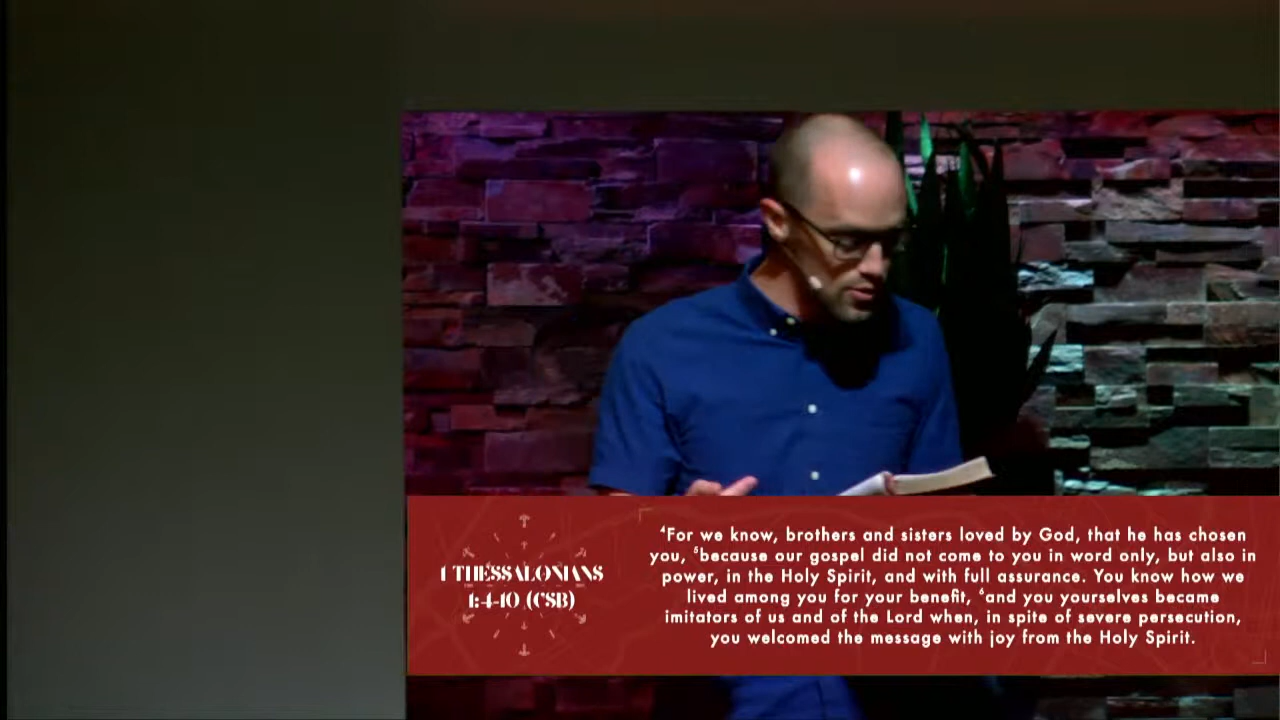 1 THESSALONIANS
1:4-10 (CSB)
⁴For we know, brothers and sisters loved by God, that he has chosen
you, ⁵because our gospel did not come to you in word only, but also in
power, in the Holy Spirit, and with full assurance. You know how we
lived among you for your benefit, ⁶and you yourselves became
imitators of us and of the Lord when, in spite of severe persecution,
you welcomed the message with joy from the Holy Spirit.